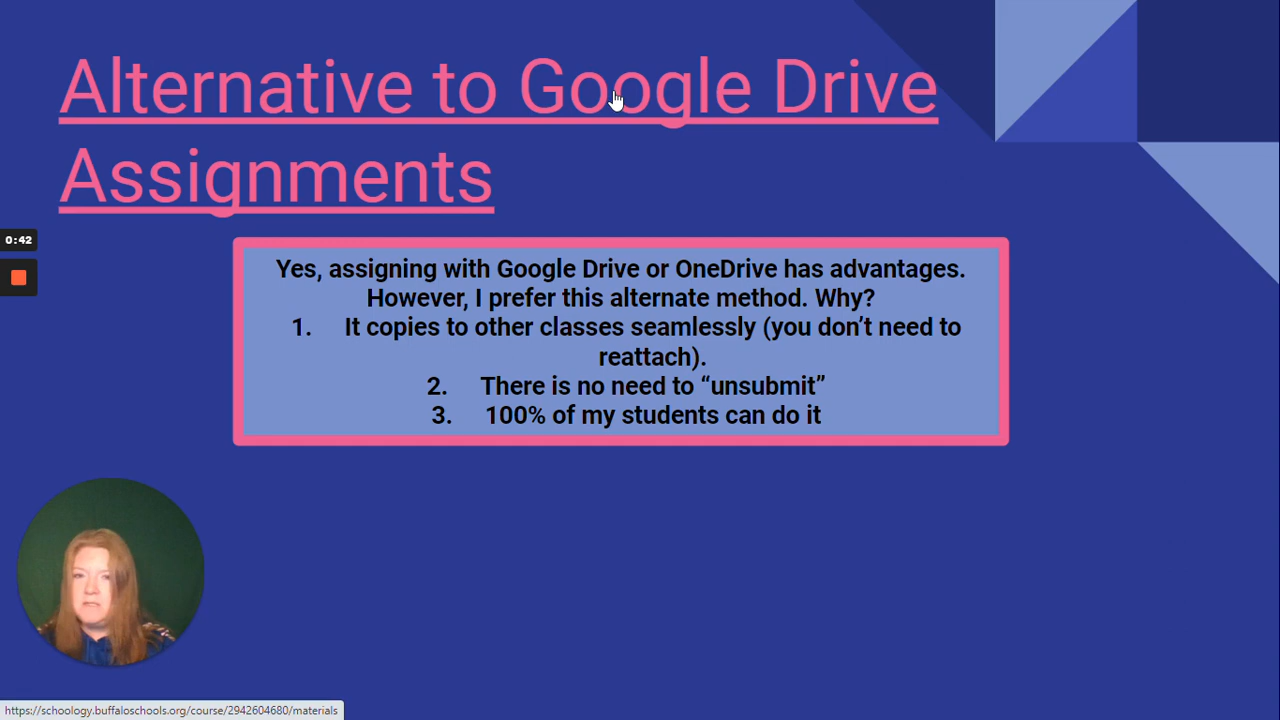 Alternative to Google Drive
Assignments
0:42
Yes, assigning with Google Drive or OneDrive has advantages.
However, I prefer this alternate method. Why?
1. It copies to other classes seamlessly (you don’t need to
reattach).
2. There is no need to “unsubmit”
3. 100% of my students can do it
https://schoology.buffaloschools.org/course/2942604680/materials